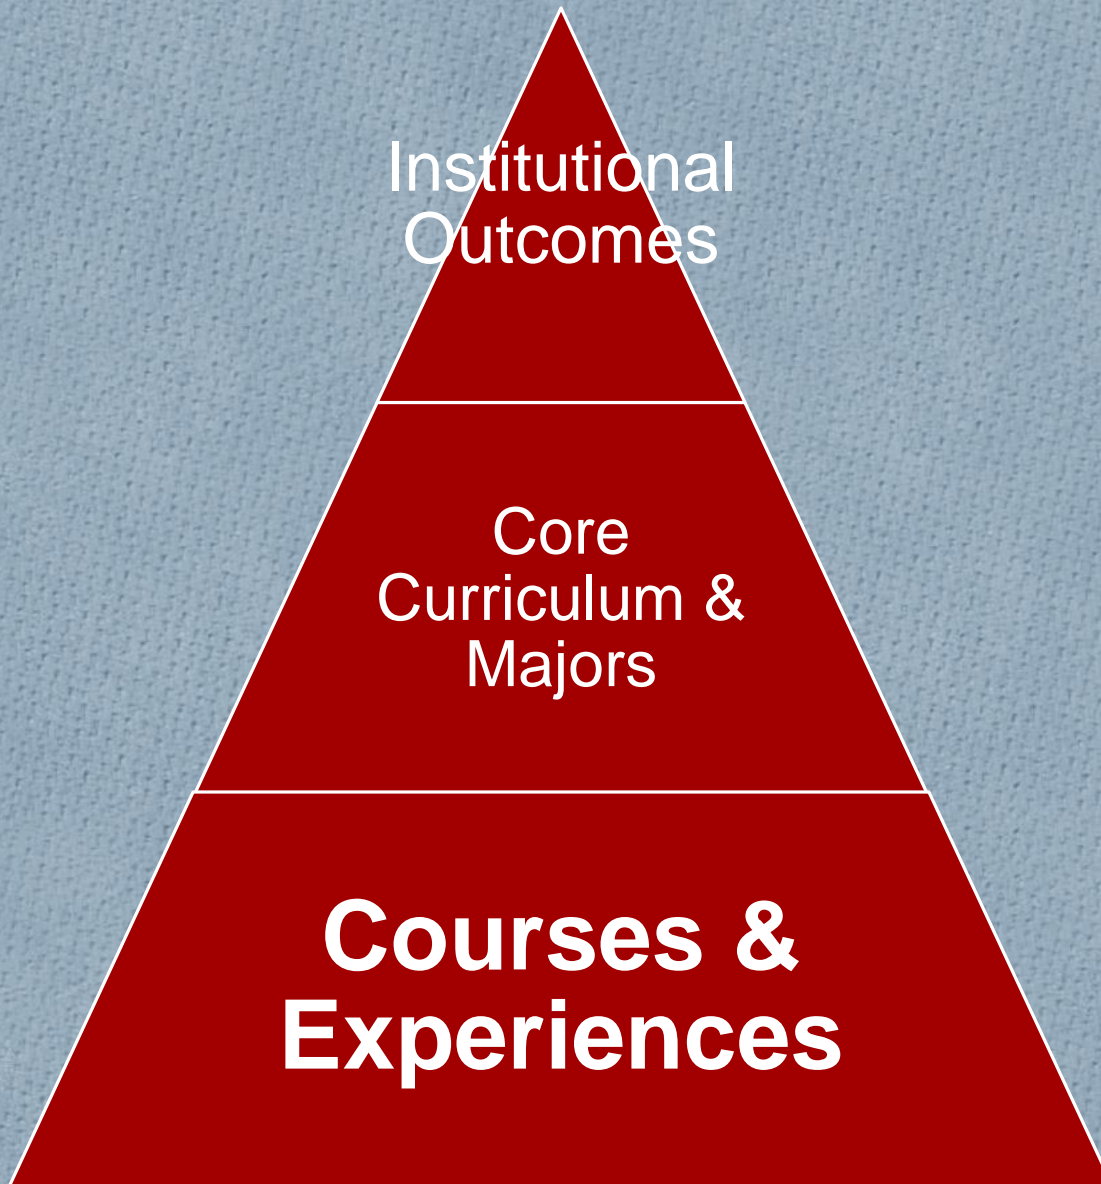 Institutional
Outcomes
Core
Curriculum &
Majors
Courses &
Experiences